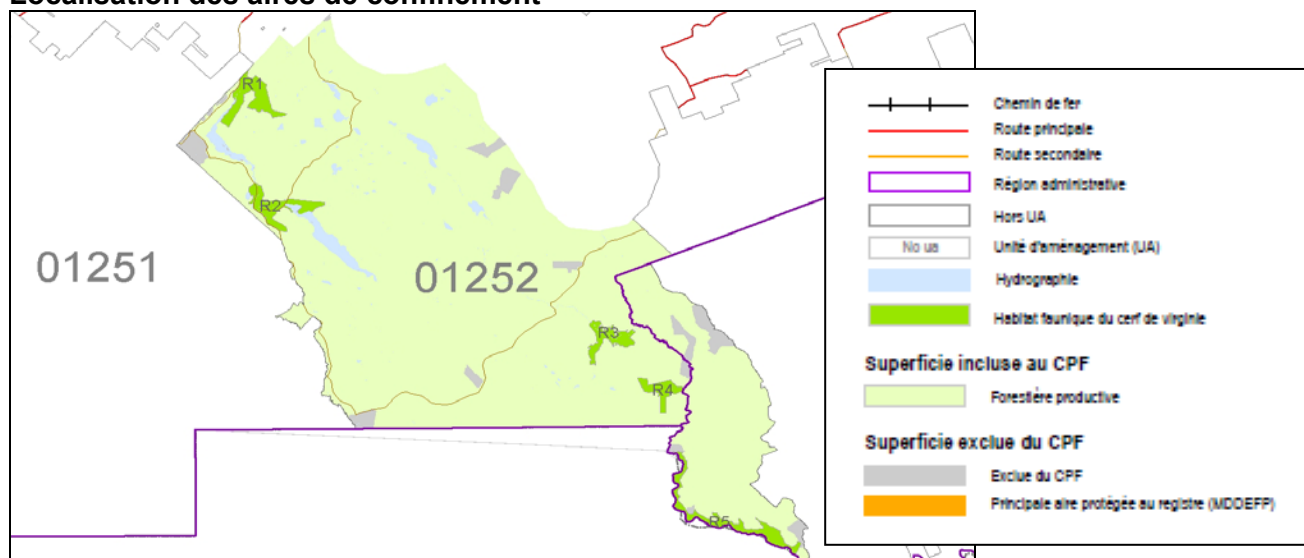 Localisation des aires de confinement
R1
R2
01251
01252
R3
R4
R5
Chemin de fer
Route principale
Route secondaire
Région administrative
Hors UA
No ua
Unité d'aménagement (UA)
Hydrographie
Habitat faunique du cerf de virginie
Superficie incluse au CPF
Forestière productive
Superficie exclue du CPF
Exclue du CPF
Principale aire protégée au registre (MDDEFP)